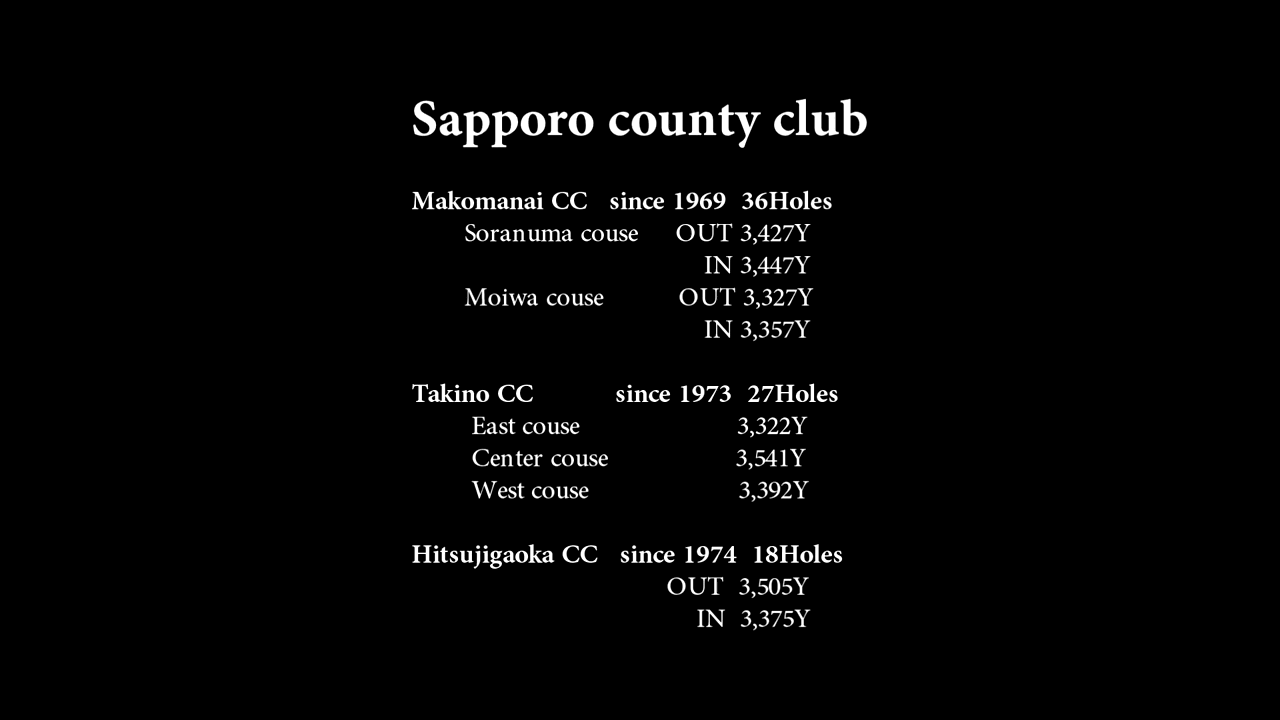 Sapporo county club
Makomanai CC since 1969 36Holes
Soranuma couse OUT 3,427Y
IN 3,447Y
Moiwa couse OUT 3,327Y
IN 3,357Y
Takino CC since 1973 27Holes
East couse 3,322Y
Center couse 3,541Y
West couse 3,392Y
Hitsujigaoka CC since 1974 18Holes
OUT 3,505Y
IN 3,375Y